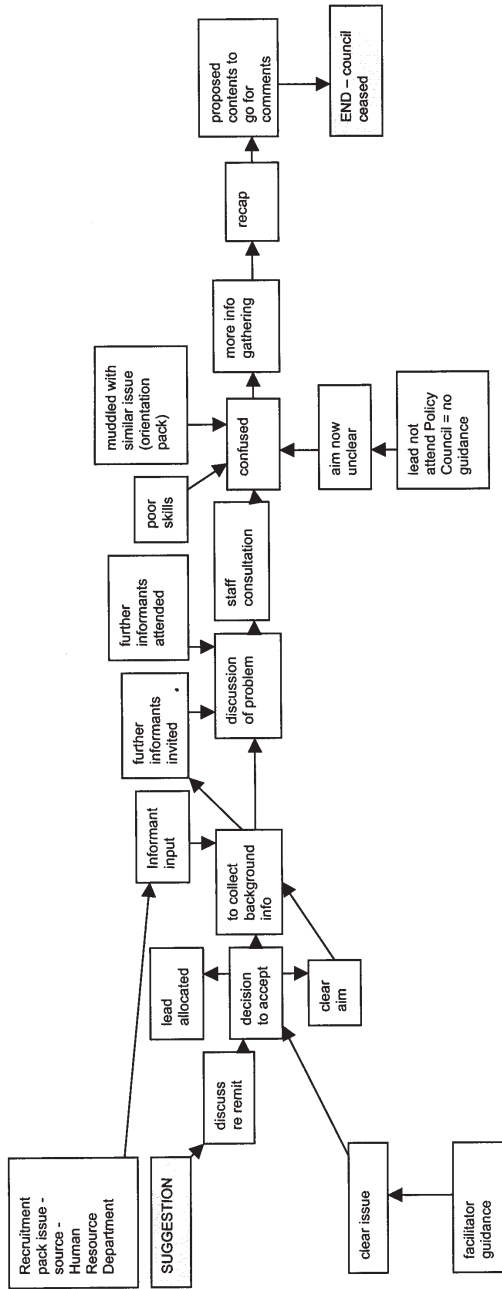 Recruitment
pack issue -
source -
Human
Resource
Department
SUGGESTION
discuss
re remit
lead
allocated
decision
to accept
clear
aim
clear issue
facilitator
guidance
Informant
input
to collect
background
info
further
informants
invited
further
informants
attended
discussion
of problem
staff
consultation
poor
skills
muddled with
similar issue
(orientation
pack)
confused
aim now
unclear
lead not
attend Policy
Council = no
guidance
more info
gathering
recap
proposed
contents to
go for
comments
END – council
ceased